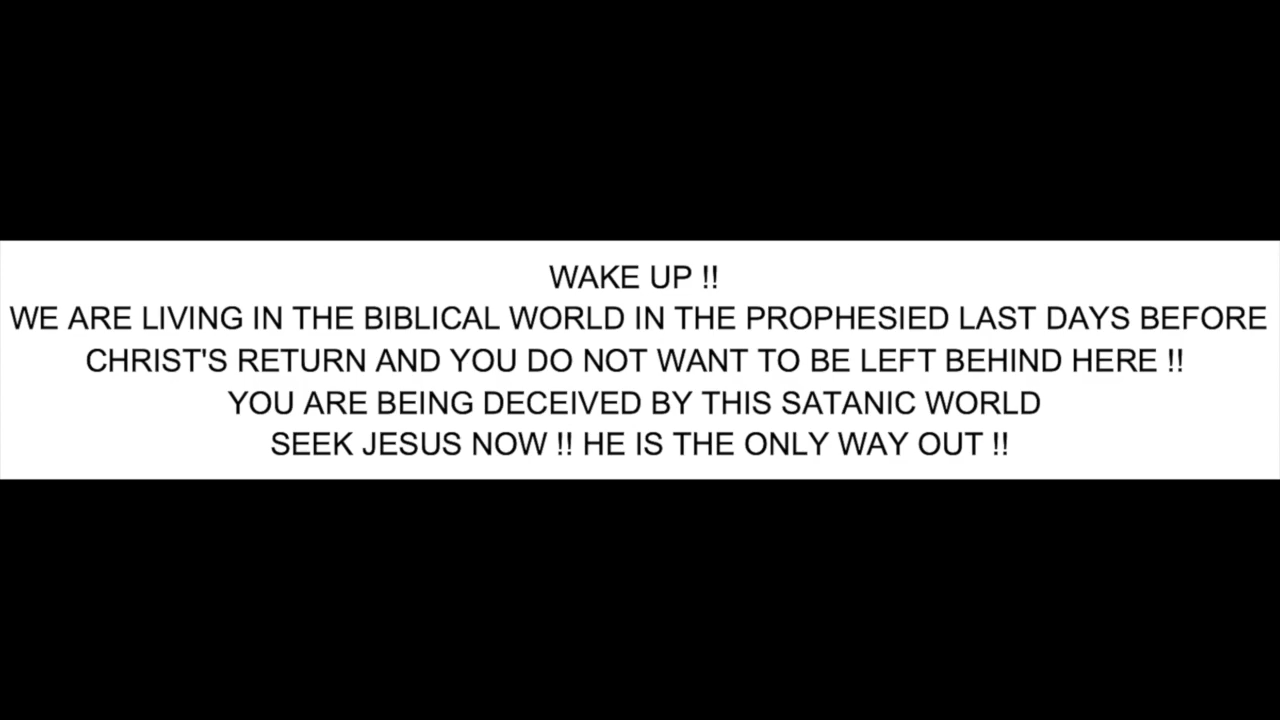 WAKE UP !!
WE ARE LIVING IN THE BIBLICAL WORLD IN THE PROPHESIED LAST DAYS BEFORE
CHRIST'S RETURN AND YOU DO NOT WANT TO BE LEFT BEHIND HERE !!
YOU ARE BEING DECEIVED BY THIS SATANIC WORLD
SEEK JESUS NOW !! HE IS THE ONLY WAY OUT !!